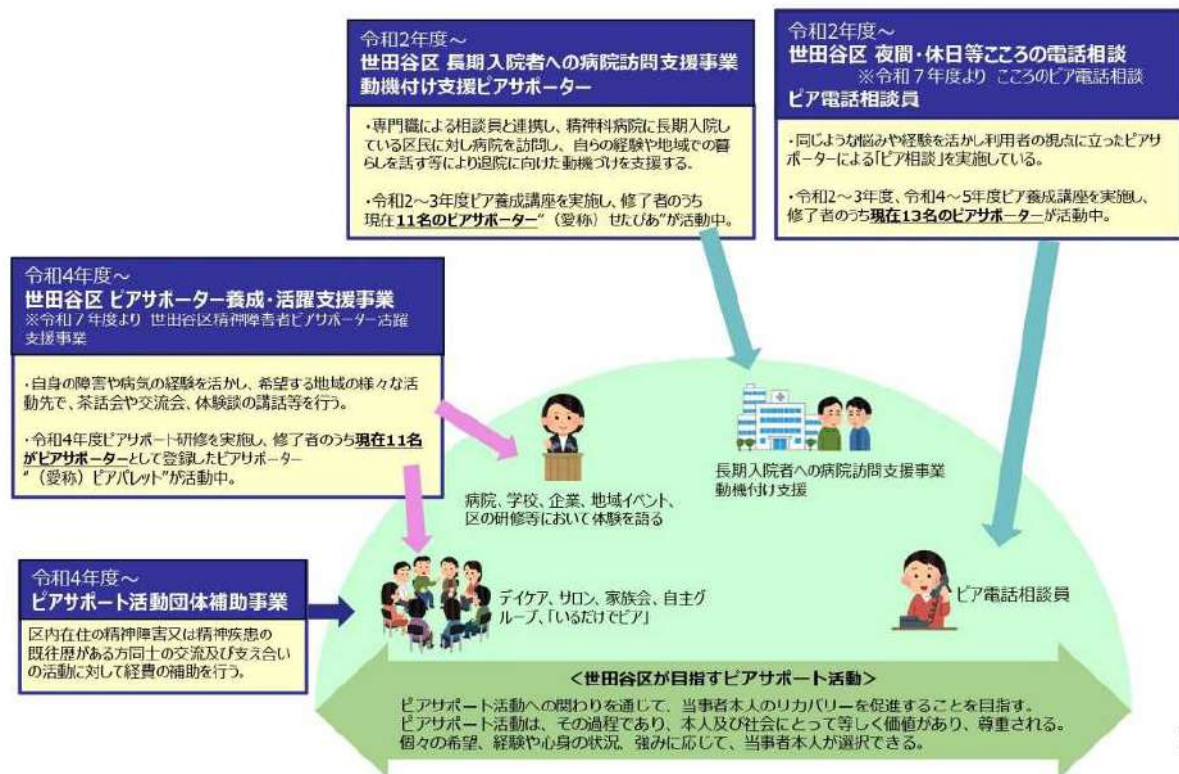 令和2年度～
世田谷区 長期入院者への病院訪問支援事業
動機付け支援ピアサポーター
・専門職による相談員と連携し、精神科病院に長期入院し
ている区民に対し病院を訪問し、自らの経験や地域での暮
らしを話す等により退院に向けた動機づけを支援する。
・令和2～3年度ピア養成講座を実施し、修了者のうち
現在11名のピアサポーター“（愛称）せたぴあ”が活動中。
令和2年度～
世田谷区 夜間・休日等こころの電話相談
※令和７年度より こころのピア電話相談
ピア電話相談員
・同じような悩みや経験を活かし利用者の視点に立ったピアサ
ポーターによる「ピア相談」を実施している。
・令和2～3年度、令和4～5年度ピア養成講座を実施し、
修了者のうち現在13名のピアサポーターが活動中。
令和4年度～
世田谷区 ピアサポーター養成・活躍支援事業
※令和７年度より 世田谷区精神障害者ピアサポーター活躍
支援事業
・自身の障害や病気の経験を活かし、希望する地域の様々な活
動先で、茶話会や交流会、体験談の講話等を行う。
・令和4年度ピアサポート研修を実施し、修了者のうち現在11名
がピアサポーターとして登録したピアサポーター
“（愛称）ピアパレット”が活動中。
令和4年度～
ピアサポート活動団体補助事業
区内在住の精神障害又は精神疾患の
既往歴がある方同士の交流及び支え合い
の活動に対して経費の補助を行う。
病院、学校、企業、地域イベント、
区の研修等において体験を語る
長期入院者への病院訪問支援事業
動機付け支援
デイケア、サロン、家族会、自主グ
ループ、「いるだけでピア」
ピア電話相談員
＜世田谷区が目指すピアサポート活動＞
ピアサポート活動への関わりを通じて、当事者本人のリカバリーを促進することを目指す。
ピアサポート活動は、その過程であり、本人及び社会にとって等しく価値があり、尊重される。
個々の希望、経験や心身の状況、強みに応じて、当事者本人が選択できる。